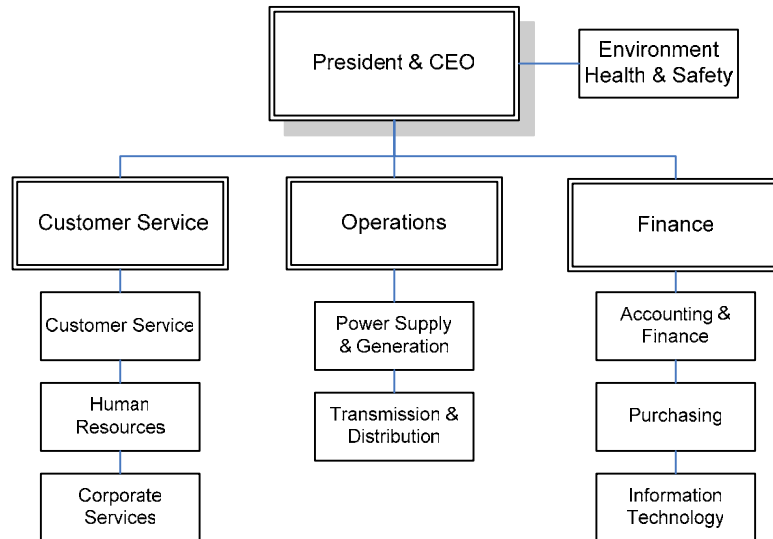 President & CEO
Environment
Health & Safety
Customer Service
Operations
Finance
Customer Service
Human
Resources
Corporate
Services
Power Supply
& Generation
Transmission &
Distribution
Accounting &
Finance
Purchasing
Information
Technology